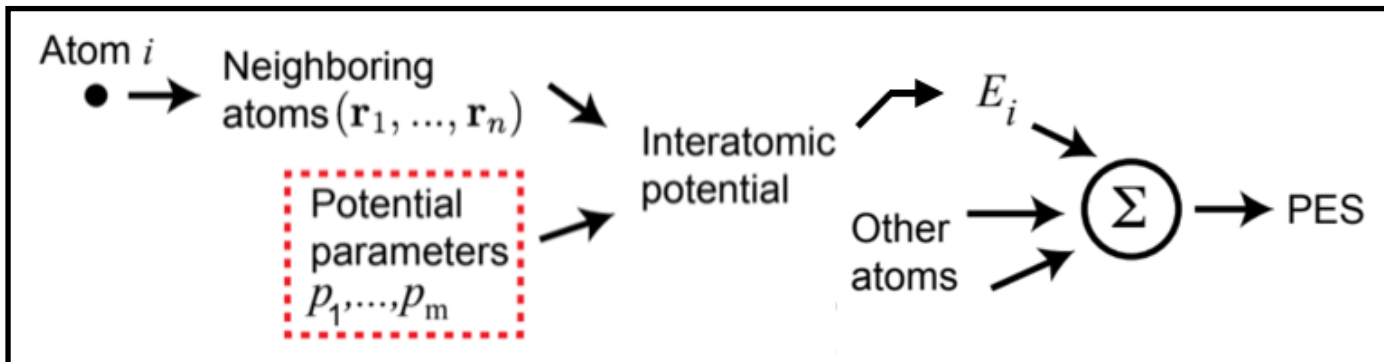 Atom i
Neighboring
atoms (r₁, ..., rₙ)
Potential
parameters
p₁,...,pₘ
Interatomic
potential
Eᵢ
Other
atoms
Σ
PES